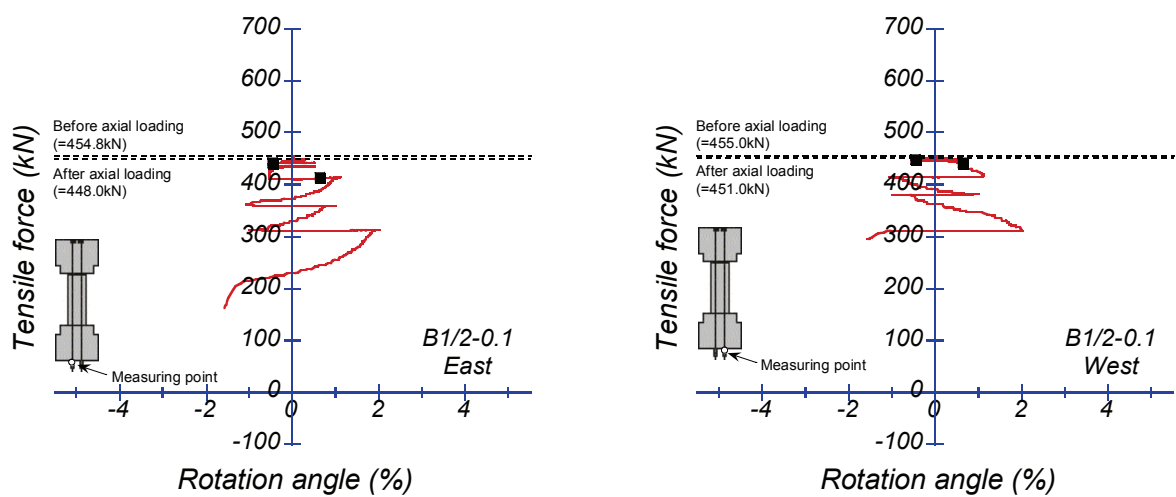 700
600
500
400
300
200
100
0
-100
-4
-2
0
2
4
Tensile force (kN)
Before axial loading
(=454.8kN)
After axial loading
(=448.0kN)
Measuring point
B1/2-0.1
East
Rotation angle (%)
700
600
500
400
300
200
100
0
-100
-4
-2
0
2
4
Tensile force (kN)
Before axial loading
(=455.0kN)
After axial loading
(=451.0kN)
Measuring point
B1/2-0.1
West
Rotation angle (%)